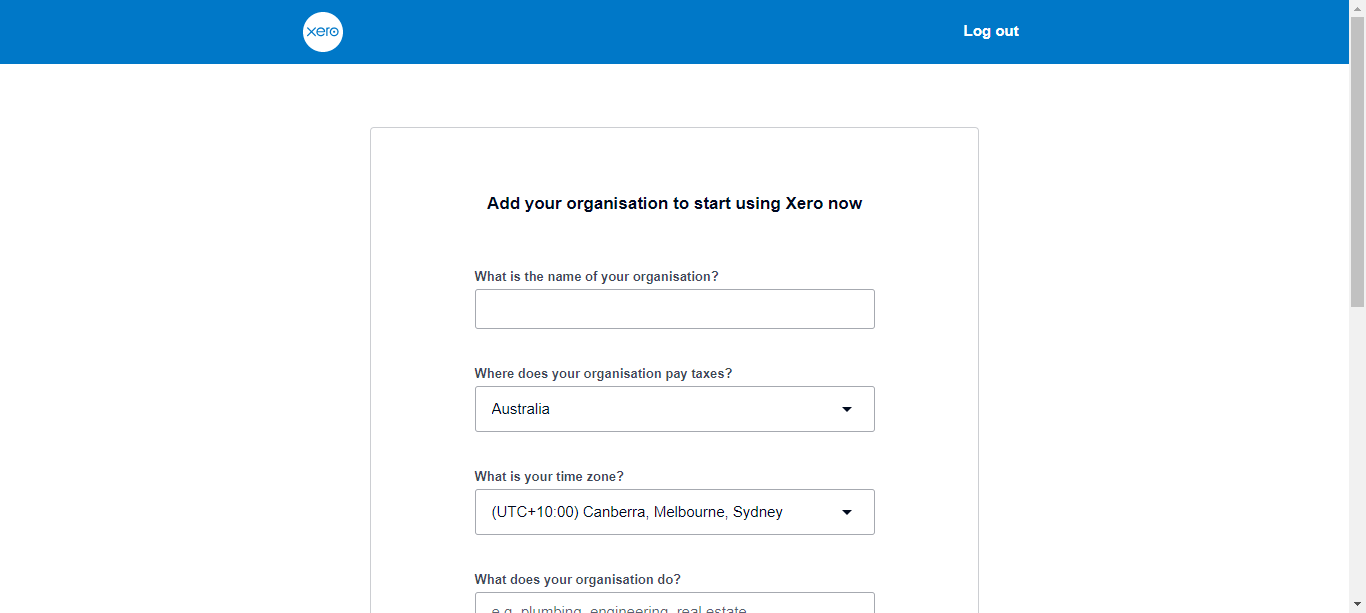 xero
Log out
Add your organisation to start using Xero now
What is the name of your organisation?
Where does your organisation pay taxes?
Australia
What is your time zone?
(UTC+10:00) Canberra, Melbourne, Sydney
What does your organisation do?
e.g. plumbing, engineering, real estate